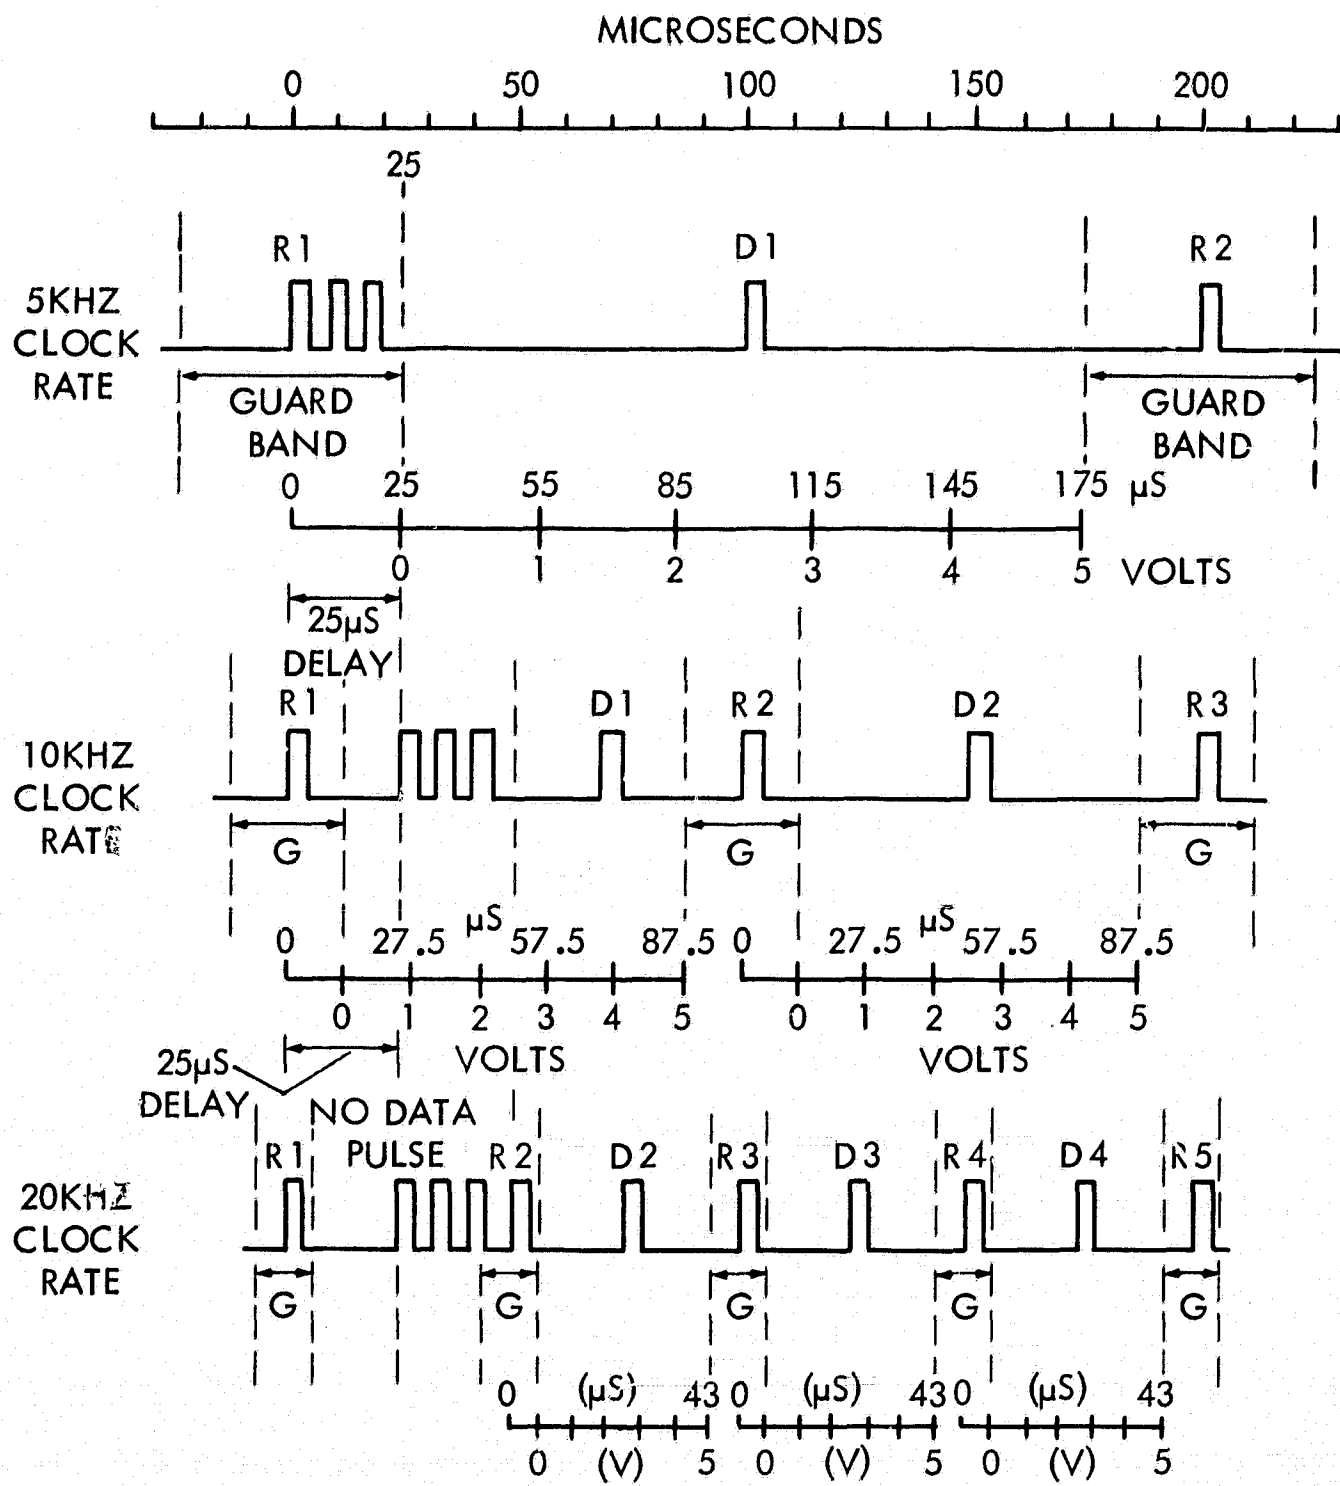 MICROSECONDS
0 50 100 150 200
25
R1 D1 R2
5KHZ
CLOCK
RATE
GUARD
BAND
GUARD
BAND
0 25 55 85 115 145 175 µS
0 1 2 3 4 5 VOLTS
25µS
DELAY
R1 D1 R2 D2 R3
10KHZ
CLOCK
RATE
G G G
0 27.5 µS 57.5 87.5 0 27.5 µS 57.5 87.5
0 1 2 3 4 5 0 1 2 3 4 5
VOLTS VOLTS
25µS
DELAY
NO DATA
PULSE
R1 R2 D2 R3 D3 R4 D4 R5
20KHZ
CLOCK
RATE
G G G G G
0 (µS) 43 0 (µS) 43 0 (µS) 43
0 (V) 5 0 (V) 5 0 (V) 5